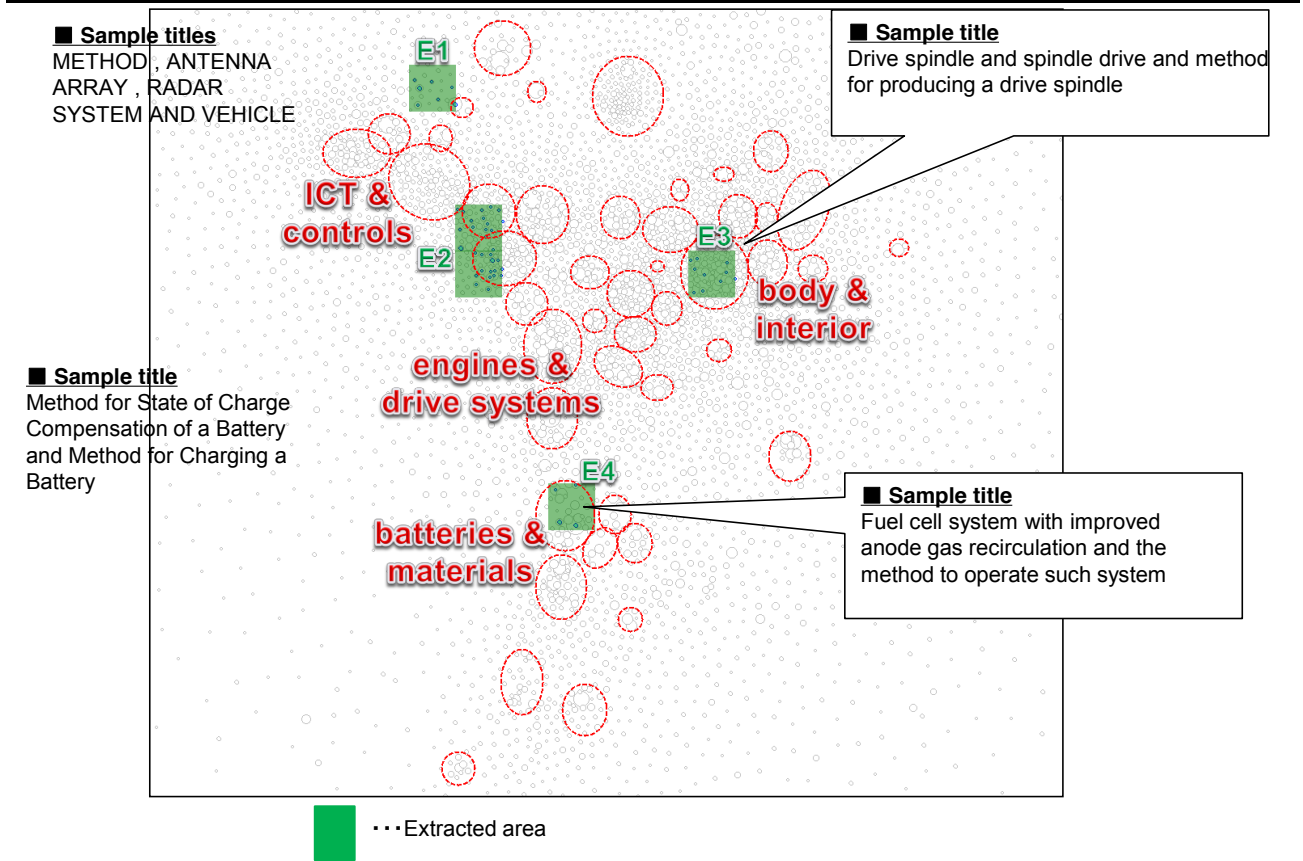 ■ Sample titles
METHOD , ANTENNA
ARRAY , RADAR
SYSTEM AND VEHICLE
■ Sample title
Drive spindle and spindle drive and method
for producing a drive spindle
E1
ICT &
controls
E2
E3
body &
interior
engines &
drive systems
■ Sample title
Method for State of Charge
Compensation of a Battery
and Method for Charging a
Battery
E4
batteries &
materials
■ Sample title
Fuel cell system with improved
anode gas recirculation and the
method to operate such system
･･･Extracted area